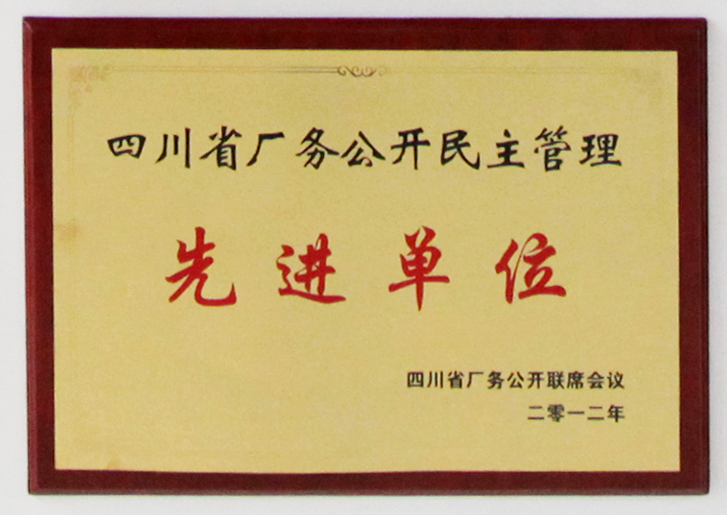 四川省厂务公开民主管理
先进单位
四川省厂务公开联席会议
二零一二年